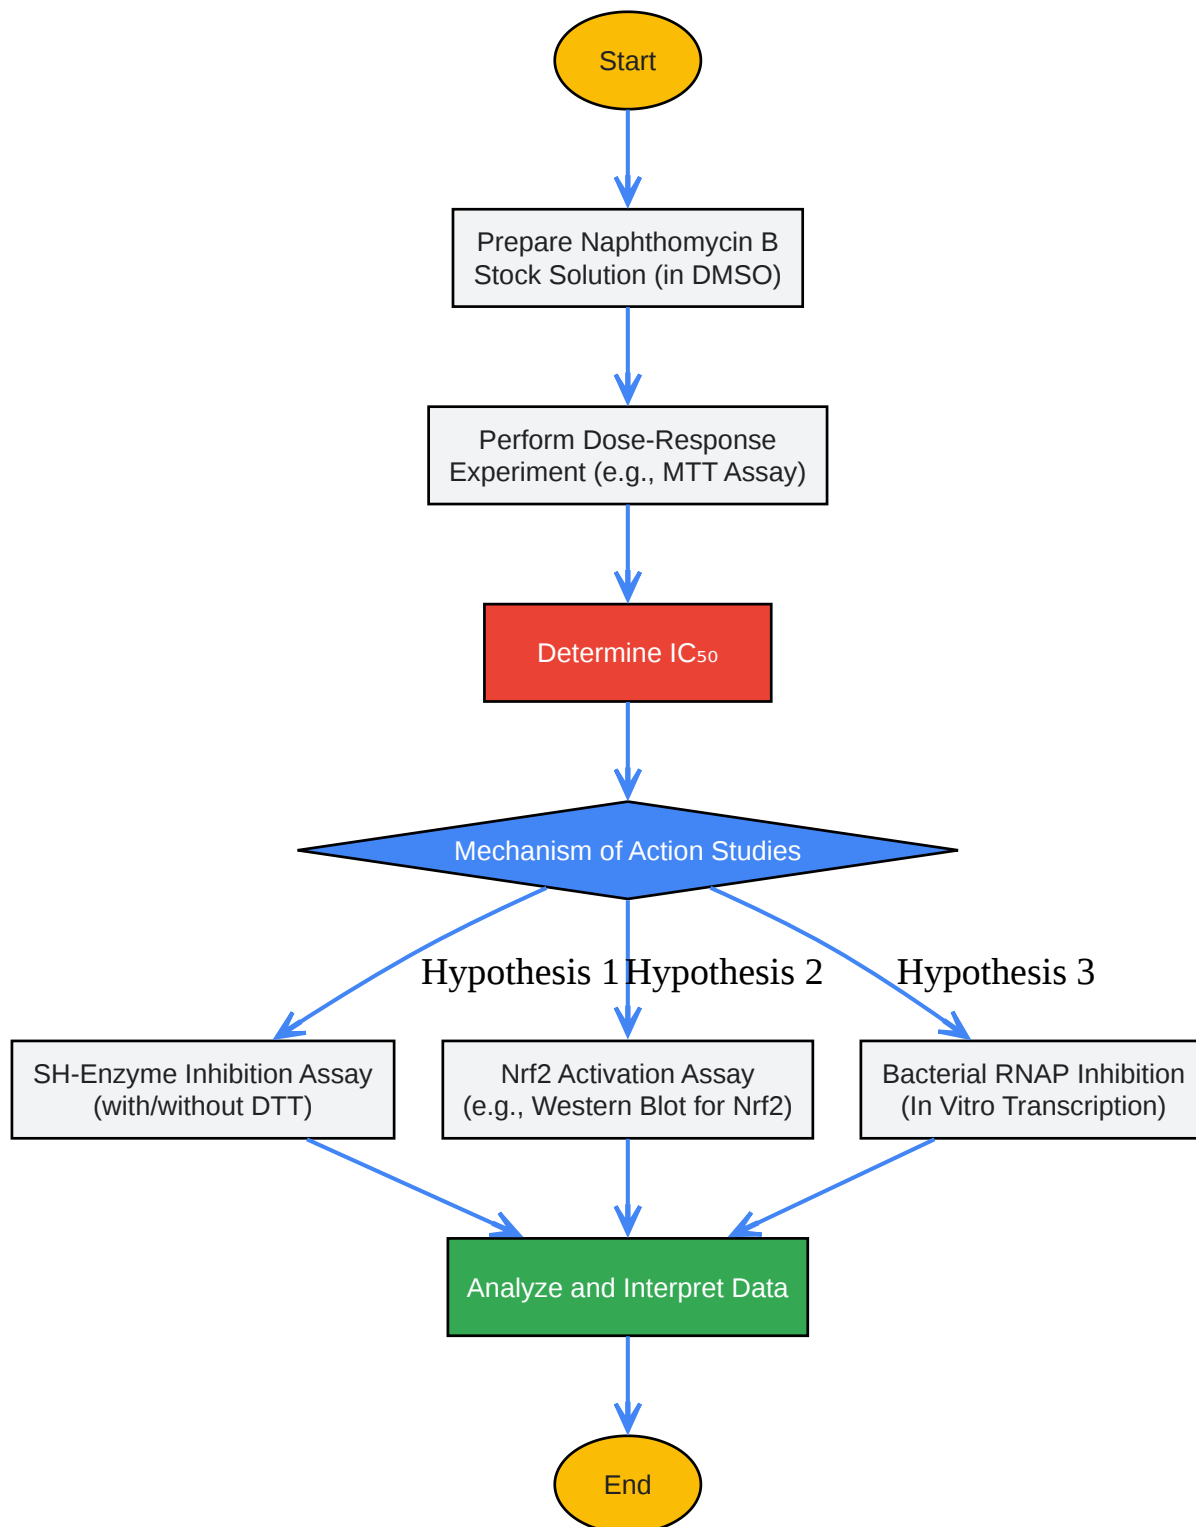 Start
Prepare Naphthomycin B
Stock Solution (in DMSO)
Perform Dose-Response
Experiment (e.g., MTT Assay)
Determine IC₅₀
Mechanism of Action Studies
Hypothesis 1
Hypothesis 2
Hypothesis 3
SH-Enzyme Inhibition Assay
(with/without DTT)
Nrf2 Activation Assay
(e.g., Western Blot for Nrf2)
Bacterial RNAP Inhibition
(In Vitro Transcription)
Analyze and Interpret Data
End